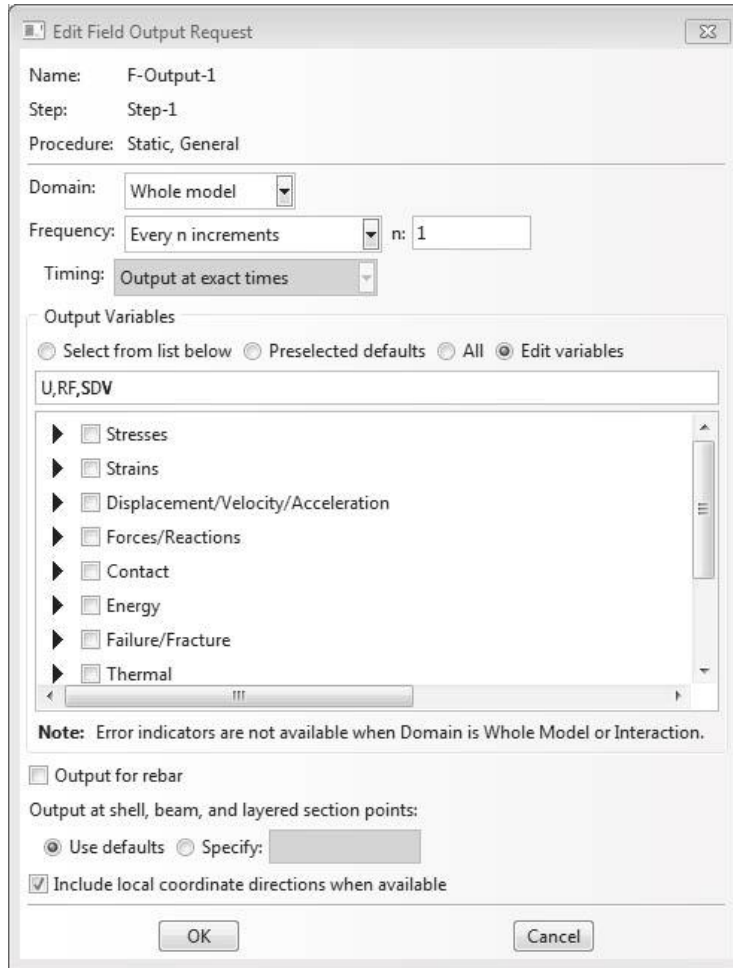 Edit Field Output Request
Name: F-Output-1
Step: Step-1
Procedure: Static, General
Domain: Whole model
Frequency: Every n increments n: 1
Timing: Output at exact times
Output Variables
Select from list below Preselected defaults All Edit variables
U,RF,SDV
Stresses
Strains
Displacement/Velocity/Acceleration
Forces/Reactions
Contact
Energy
Failure/Fracture
Thermal
Note: Error indicators are not available when Domain is Whole Model or Interaction.
Output for rebar
Output at shell, beam, and layered section points:
Use defaults Specify:
Include local coordinate directions when available
OK Cancel